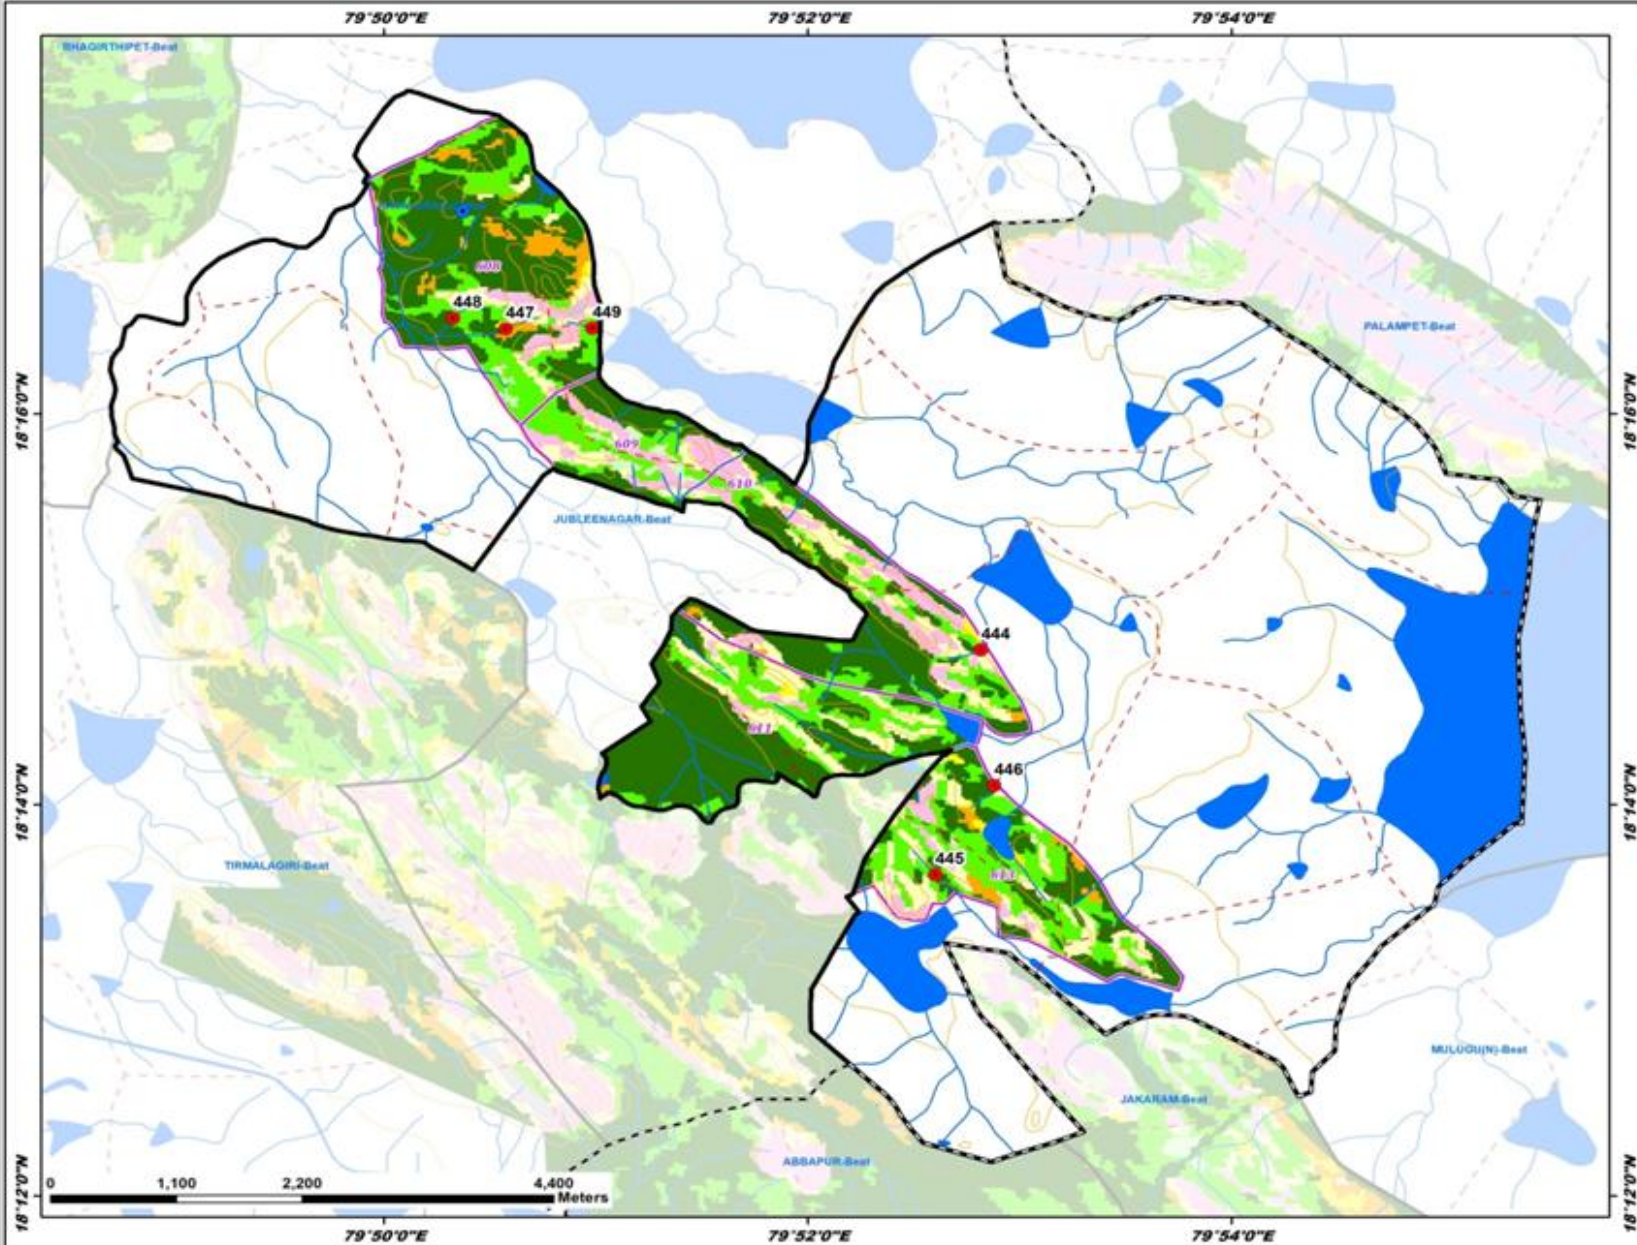 79°50'0"E 79°52'0"E 79°54'0"E
BHAGIRTHIPET-Beat
608
448
447
449
PALAMPET-Beat
18°16'0"N
18°16'0"N
609
610
JUBLEENAGAR-Beat
444
611
446
18°14'0"N
18°14'0"N
TIRMALAGIRI-Beat
445
613
MULUGU(N)-Beat
JAKARAM-Beat
ABBAPUR-Beat
0 1,100 2,200 4,400
Meters
18°12'0"N
18°12'0"N
79°50'0"E 79°52'0"E 79°54'0"E